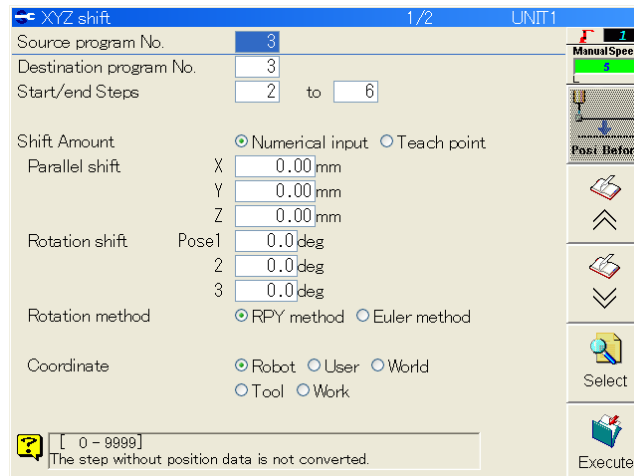 XYZ shift 1/2 UNIT1
Source program No. 3
Destination program No. 3
Start/end Steps 2 to 6
Shift Amount Numerical input Teach point
Parallel shift X 0.00 mm
Y 0.00 mm
Z 0.00 mm
Rotation shift Pose1 0.0 deg
2 0.0 deg
3 0.0 deg
Rotation method RPY method Euler method
Coordinate Robot User World
Tool Work
[ 0 - 9999]
The step without position data is not converted.
1
Manual Spee
5
Posi Befor
Select
Execute